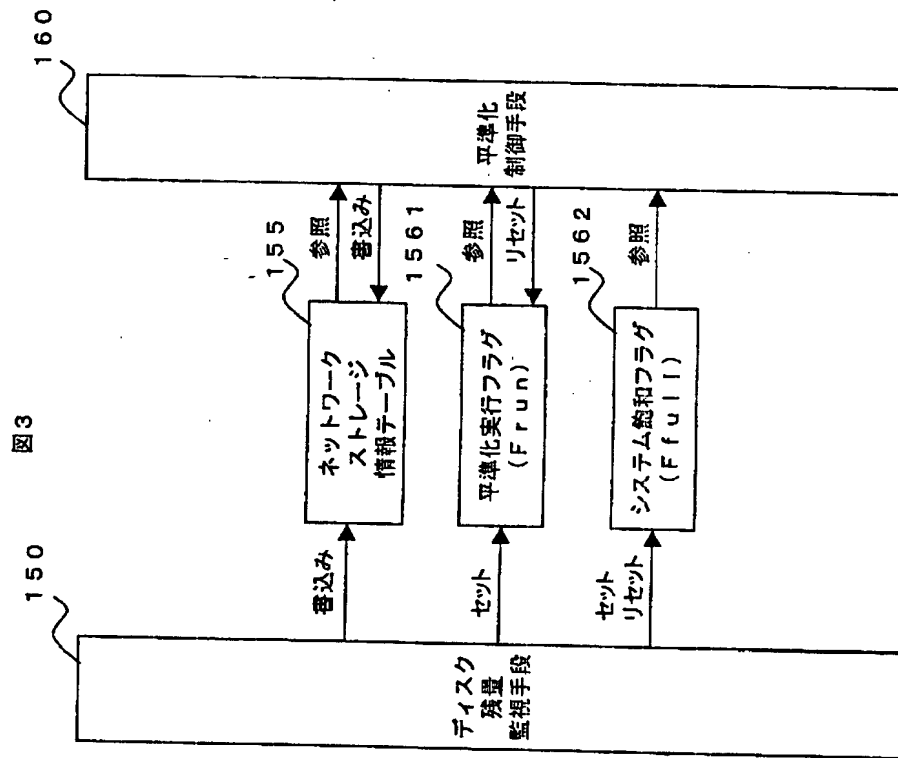 図3
150
ディスク
残量
監視手段
書込み
セット
セット
リセット
155
ネットワーク
ストレージ
情報テーブル
1561
平準化実行フラグ
(Frun)
1562
システム飽和フラグ
(Ffull)
参照
書込み
参照
リセット
参照
160
平準化
制御手段